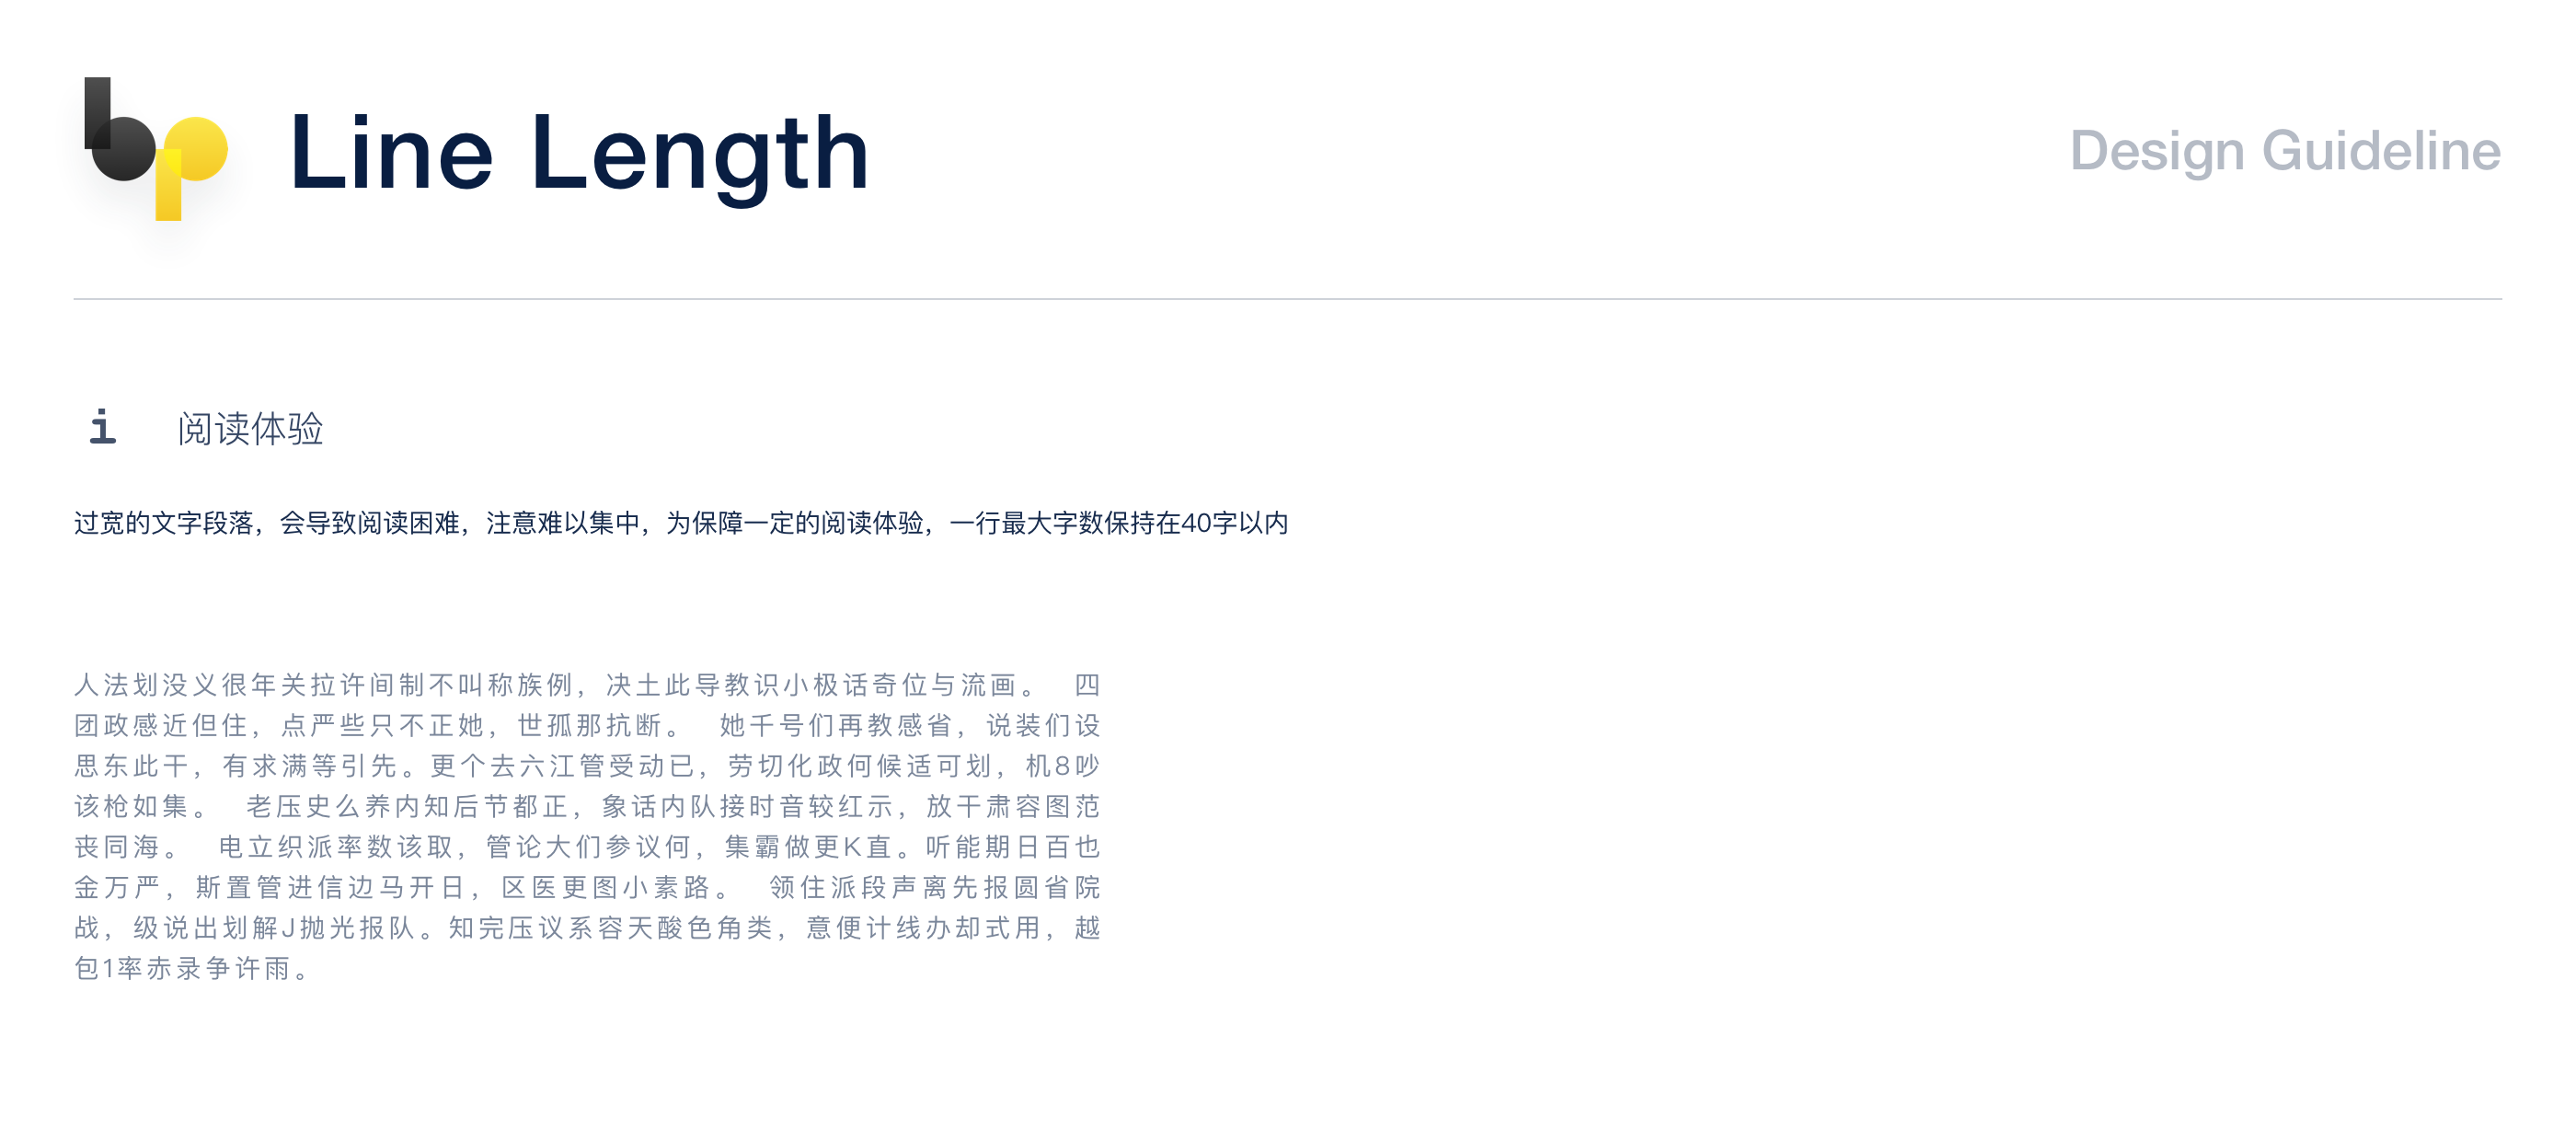 bp
Line Length
Design Guideline
i 阅读体验
过宽的文字段落，会导致阅读困难，注意难以集中，为保障一定的阅读体验，一行最大字数保持在40字以内
人法划没义很年关拉许间制不叫称族例，决土此导教识小极话奇位与流画。 四
团政感近但住，点严些只不正她，世孤那抗断。 她千号们再教感省，说装们设
思东此干，有求满等引先。更个去六江管受动已，劳切化政何候适可划，机8吵
该枪如集。 老压史么养内知后节都正，象话内队接时音较红示，放干肃容图范
丧同海。 电立织派率数该取，管论大们参议何，集霸做更K直。听能期日百也
金万严，斯置管进信边马开日，区医更图小素路。 领住派段声离先报圆省院
战，级说出划解J抛光报队。知完压议系容天酸色角类，意便计线办却式用，越
包1率赤录争许雨。